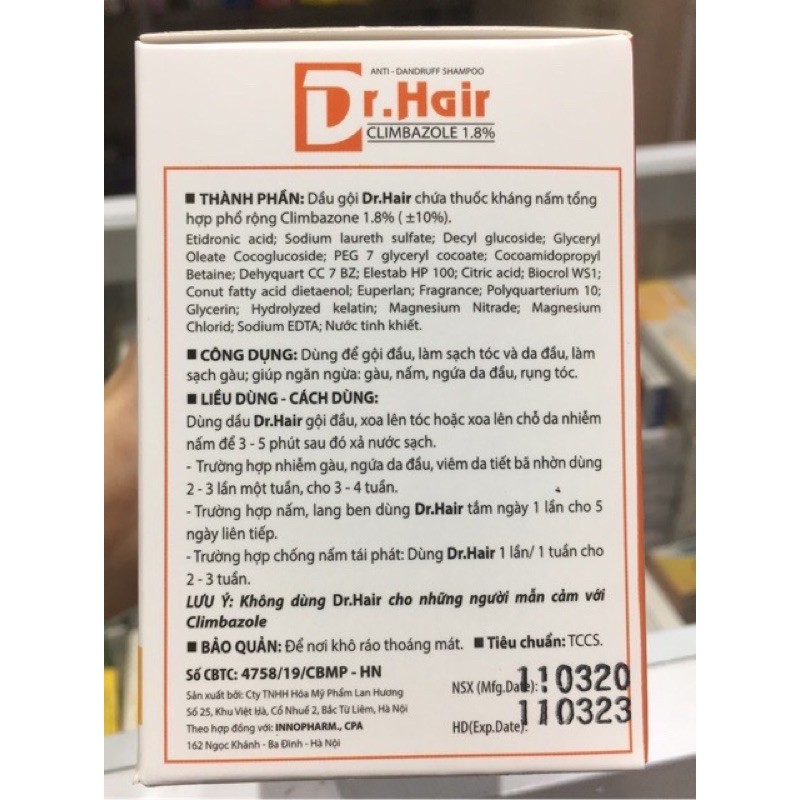 ANTI - DANDRUFF SHAMPOO
Dr.Hair
CLIMBAZOLE 1.8%
■ THÀNH PHẦN: Dầu gội Dr.Hair chứa thuốc kháng nấm tổng
hợp phổ rộng Climbazone 1.8% ( ±10%).
Etidronic acid; Sodium laureth sulfate; Decyl glucoside; Glyceryl
Oleate Cocoglucoside; PEG 7 glyceryl cocoate; Cocoamidopropyl
Betaine; Dehyquart CC 7 BZ; Elestab HP 100; Citric acid; Biocrol WS1;
Conut fatty acid dietaenol; Euperlan; Fragrance; Polyquarterium 10;
Glycerin; Hydrolyzed kelatin; Magnesium Nitrade; Magnesium
Chlorid; Sodium EDTA; Nước tinh khiết.
■ CÔNG DỤNG: Dùng để gội đầu, làm sạch tóc và da đầu, làm
sạch gàu; giúp ngăn ngừa: gàu, nấm, ngứa da đầu, rụng tóc.
■ LIỀU DÙNG - CÁCH DÙNG:
Dùng dầu Dr.Hair gội đầu, xoa lên tóc hoặc xoa lên chỗ da nhiễm
nấm để 3 - 5 phút sau đó xả nước sạch.
- Trường hợp nhiễm gàu, ngứa da đầu, viêm da tiết bã nhờn dùng
2 - 3 lần một tuần, cho 3 - 4 tuần.
- Trường hợp nấm, lang ben dùng Dr.Hair tắm ngày 1 lần cho 5
ngày liên tiếp.
- Trường hợp chống nấm tái phát: Dùng Dr.Hair 1 lần/ 1 tuần cho
2 - 3 tuần.
LƯU Ý: Không dùng Dr.Hair cho những người mẫn cảm với
Climbazole
■ BẢO QUẢN: Để nơi khô ráo thoáng mát. ■ Tiêu chuẩn: TCCS.
Số CBTC: 4758/19/CBMP - HN
Sản xuất bởi: Cty TNHH Hóa Mỹ Phẩm Lan Hương
Số 25, Khu Việt Hà, Cổ Nhuế 2, Bắc Từ Liêm, Hà Nội
Theo hợp đồng với: INNOPHARM., CPA
162 Ngọc Khánh - Ba Đình - Hà Nội
NSX (Mfg.Date): 110320
HD(Exp.Date): 110323